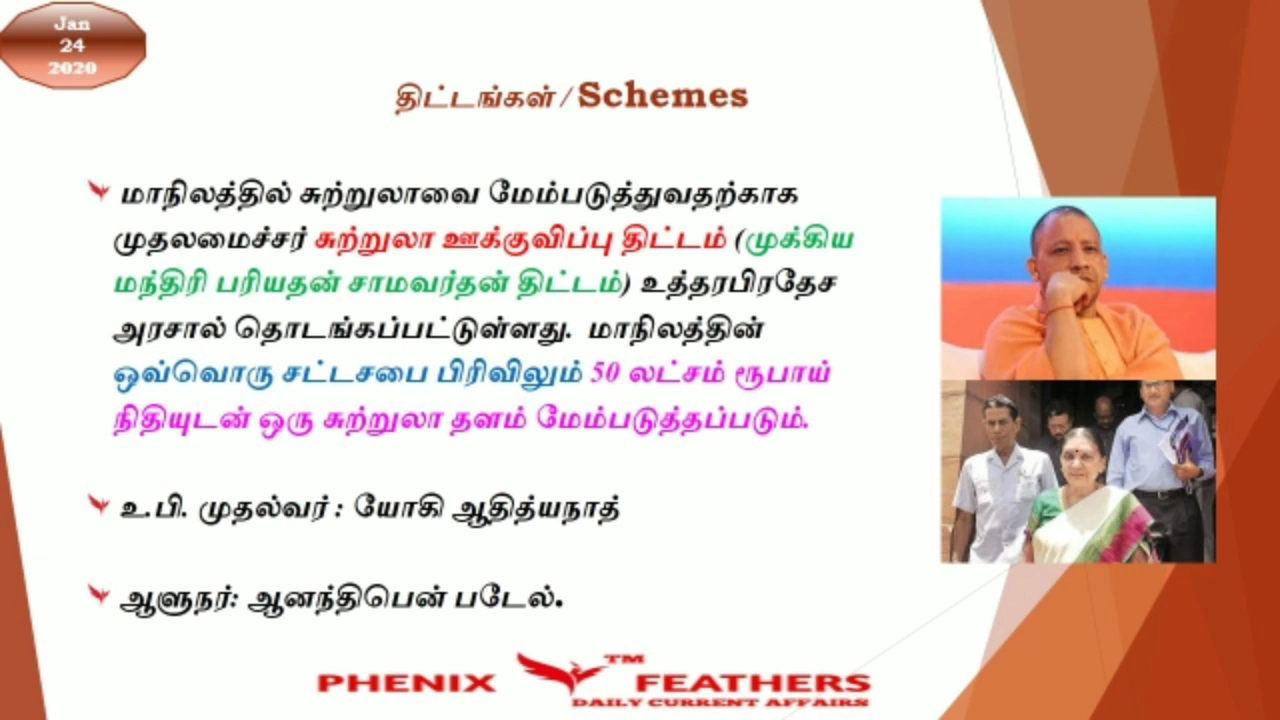 Jan
24
2020
திட்டங்கள் / Schemes
மாநிலத்தில் சுற்றுலாவை மேம்படுத்துவதற்காக
முதலமைச்சர் சுற்றுலா ஊக்குவிப்பு திட்டம் (முக்கிய
மந்திரி பரியதன் சாமவர்தன் திட்டம்) உத்தரபிரதேச
அரசால் தொடங்கப்பட்டுள்ளது. மாநிலத்தின்
ஒவ்வொரு சட்டசபை பிரிவிலும் 50 லட்சம் ரூபாய்
நிதியுடன் ஒரு சுற்றுலா தளம் மேம்படுத்தப்படும்.
உ.பி. முதல்வர் : யோகி ஆதித்யநாத்
ஆளுநர்: ஆனந்திபென் படேல்.
PHENIX FEATHERS TM
DAILY CURRENT AFFAIRS